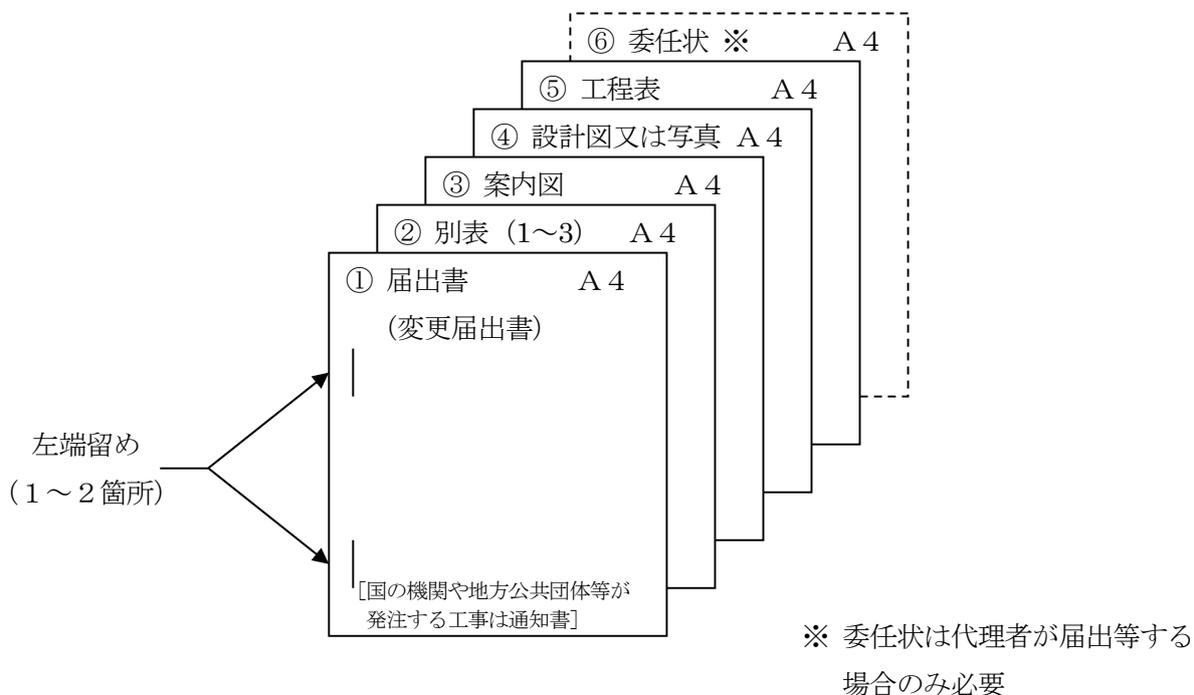 ⑥ 委任状 ※ A4
⑤ 工程表 A4
④ 設計図又は写真 A4
③ 案内図 A4
② 別表（1～3） A4
① 届出書 A4
（変更届出書）
左端留め
（１～２箇所）
［国の機関や地方公共団体等が
発注する工事は通知書］
※ 委任状は代理者が届出等する
場合のみ必要